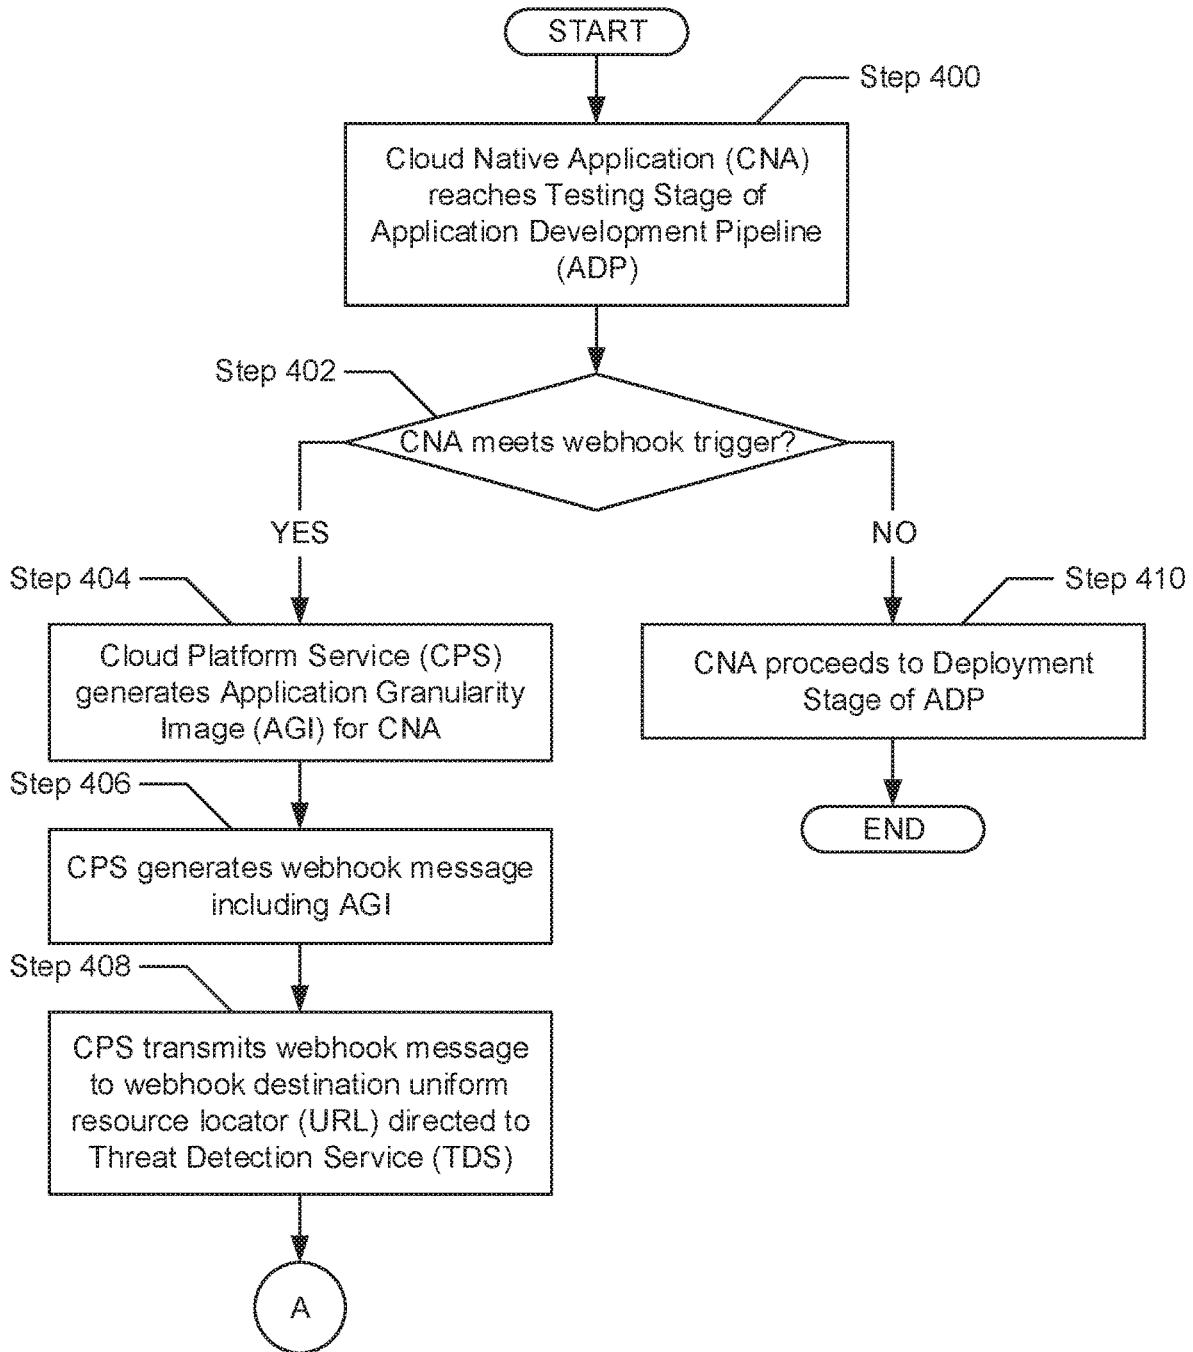 START
Step 400
Cloud Native Application (CNA)
reaches Testing Stage of
Application Development Pipeline
(ADP)
Step 402
CNA meets webhook trigger?
YES
NO
Step 404
Step 410
Cloud Platform Service (CPS)
generates Application Granularity
Image (AGI) for CNA
CNA proceeds to Deployment
Stage of ADP
Step 406
END
CPS generates webhook message
including AGI
Step 408
CPS transmits webhook message
to webhook destination uniform
resource locator (URL) directed to
Threat Detection Service (TDS)
A